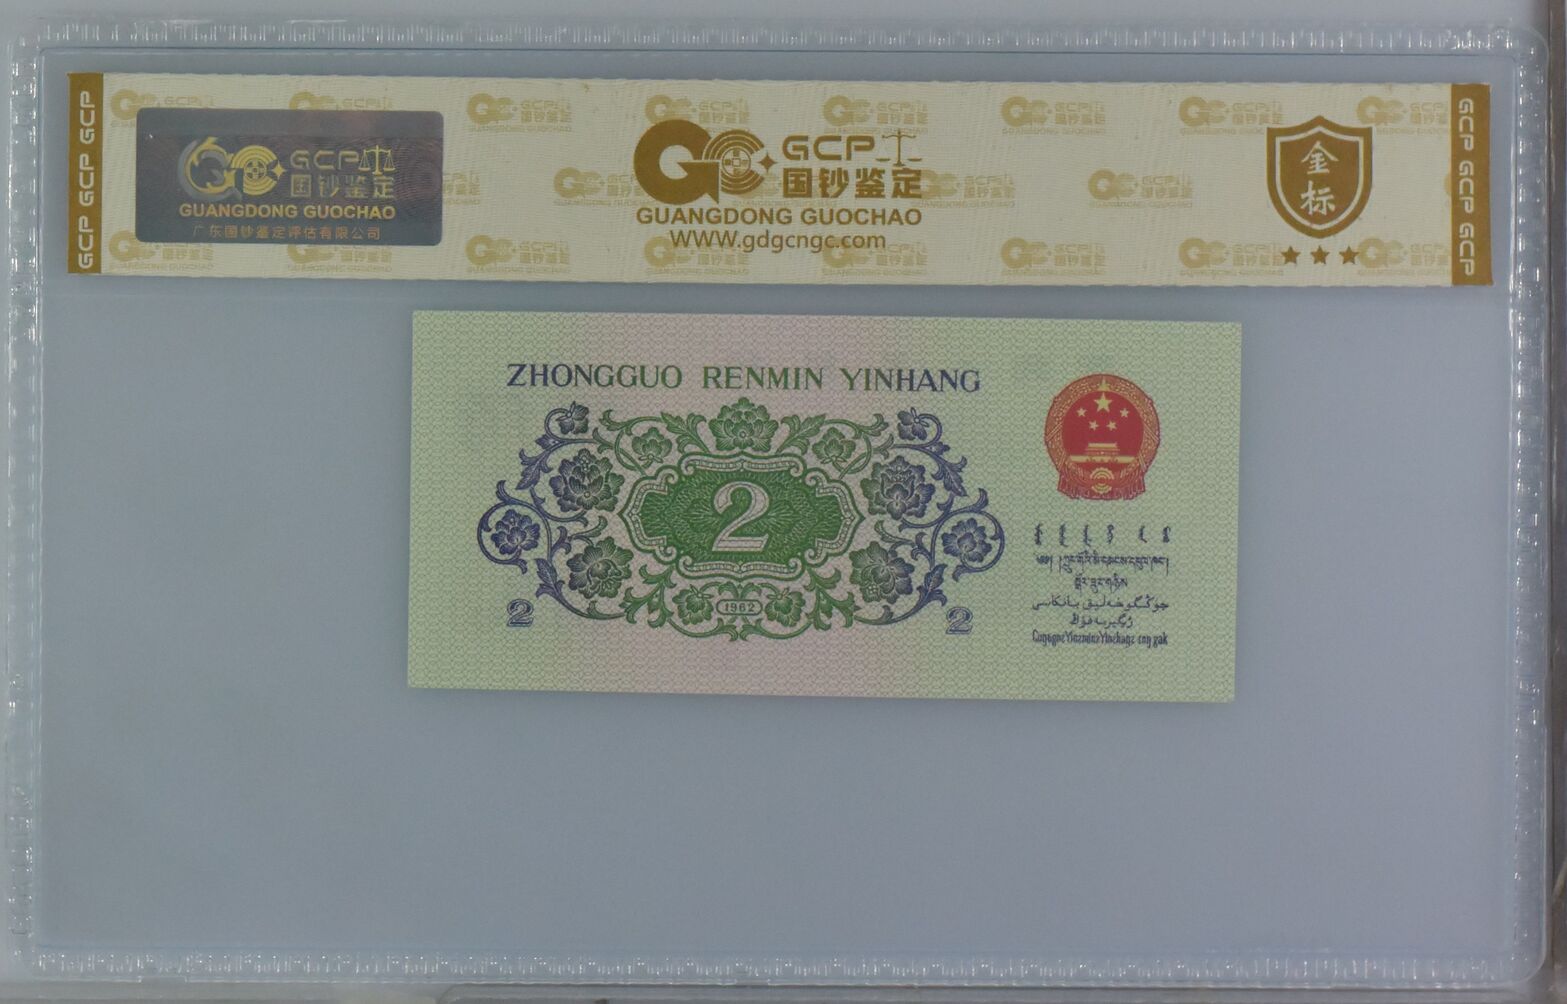 GCP GCP GCP
GCP
国钞鉴定
GUANGDONG GUOCHAO
广东国钞鉴定评估有限公司
GCP
国钞鉴定
GUANGDONG GUOCHAO
WWW.gdgcngc.com
金标
GCP GCP GCP
ZHONGGUO RENMIN YINHANG
2
1962
2
2
جۇڭگوخەلىق بانكاسى